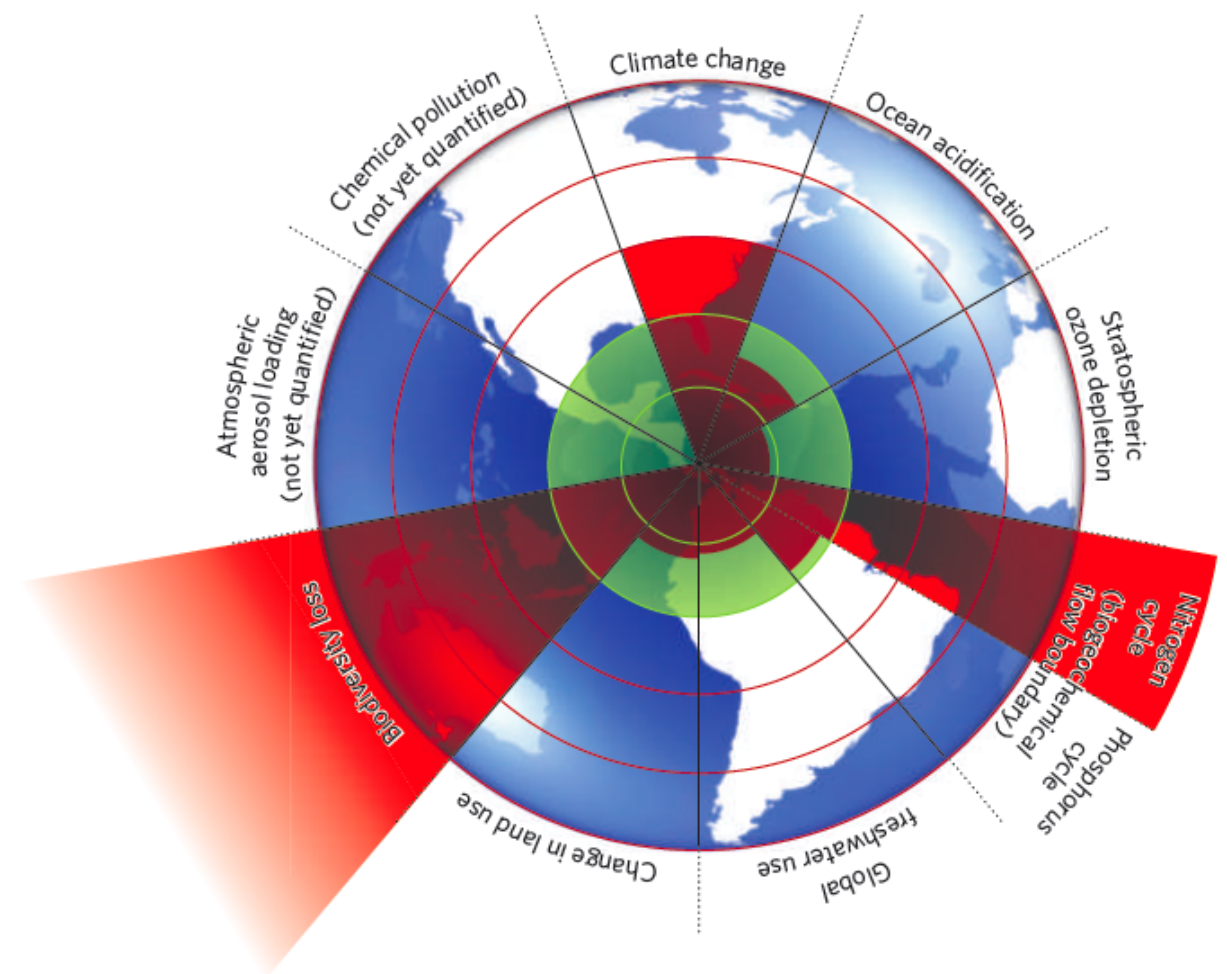 Climate change
Ocean acidification
Stratospheric
ozone depletion
Nitrogen
cycle
(biogeochemical
flow boundary)
Phosphorus
cycle
Global
freshwater use
Change in land use
Biodiversity loss
Atmospheric
aerosol loading
(not yet quantified)
Chemical pollution
(not yet quantified)